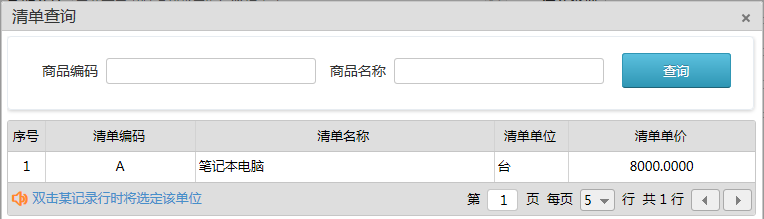 清单查询 ×
商品编码 商品名称 查询
序号 清单编码 清单名称 清单单位 清单单价
1 A 笔记本电脑 台 8000.0000
双击某记录行时将选定该单位 第 1 页 每页 5 行 共 1 行